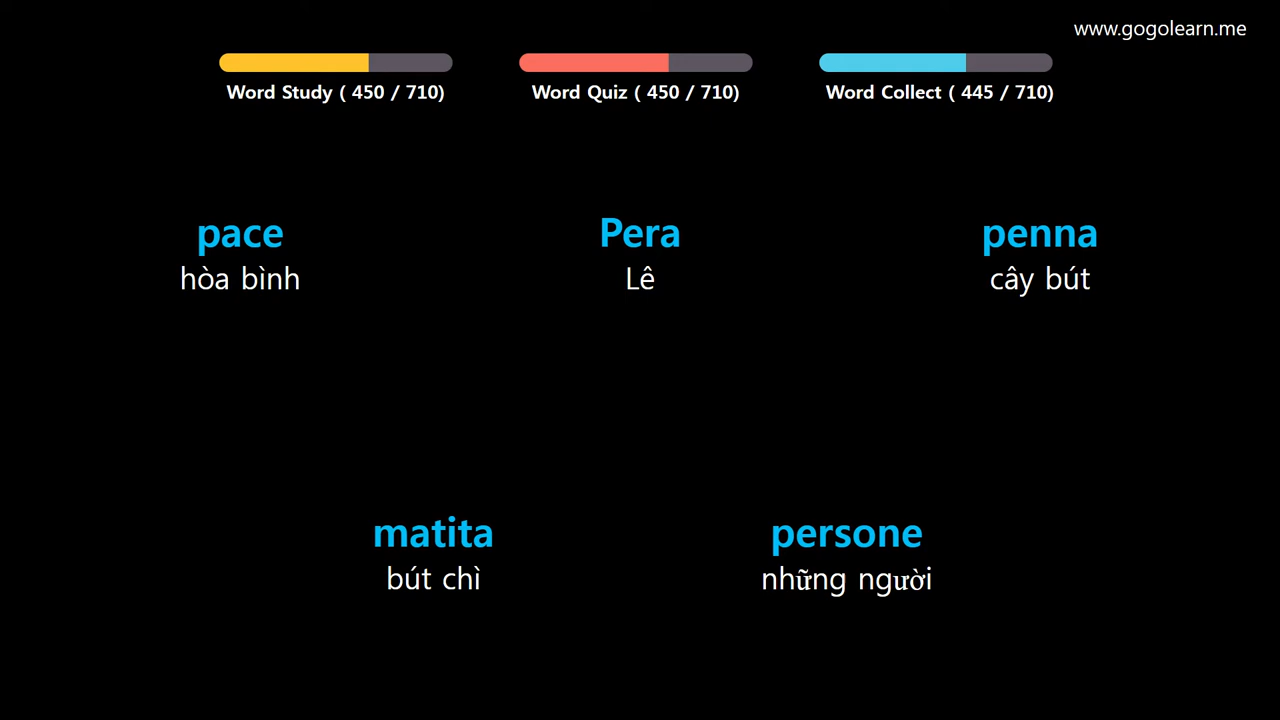 www.gogolearn.me
Word Study ( 450 / 710)
Word Quiz ( 450 / 710)
Word Collect ( 445 / 710)
pace
hòa bình
Pera
Lê
penna
cây bút
matita
bút chì
persone
những người